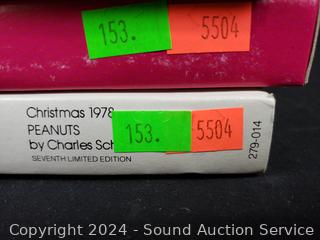 153. 5504
Christmas 1978
PEANUTS
by Charles Sch
SEVENTH LIMITED EDITION
153. 5504
279-014
Copyright 2024 - Sound Auction Service